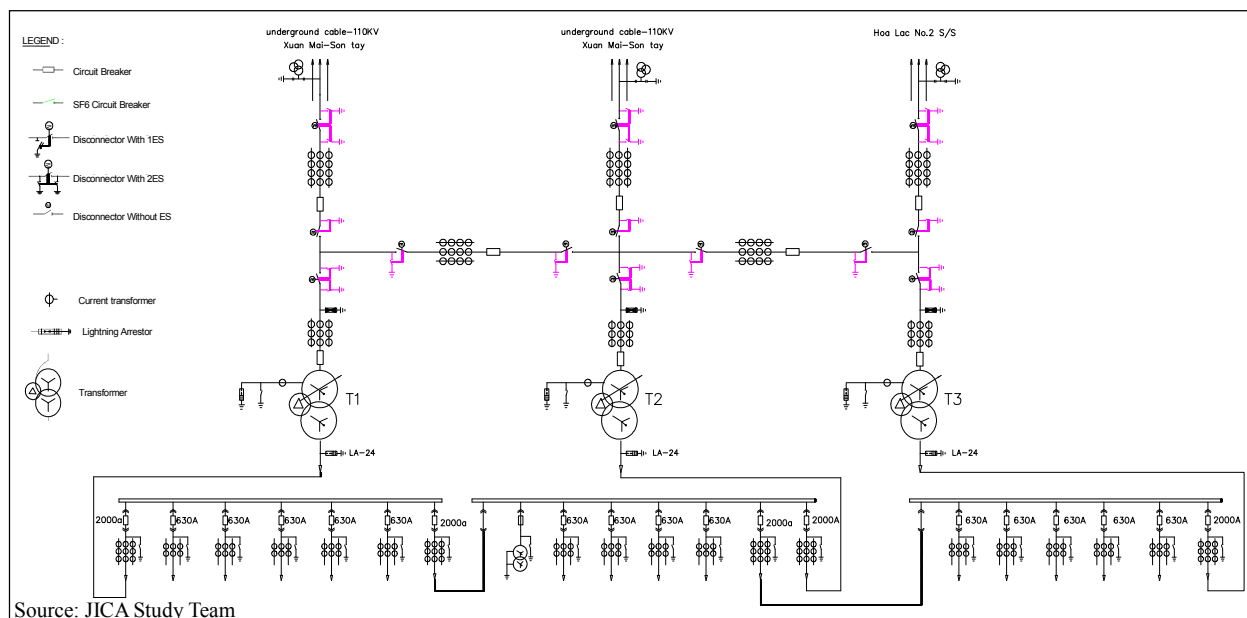 LEGEND :
Circuit Breaker
SF6 Circuit Breaker
Disconnector With 1ES
Disconnector With 2ES
Disconnector Without ES
Current transformer
Lightning Arrestor
Transformer
underground cable-110KV
Xuan Mai-Son tay
underground cable-110KV
Xuan Mai-Son tay
Hoa Lac No.2 S/S
T1
T2
T3
LA-24
LA-24
LA-24
2000a
630A
630A
630A
630A
630A
2000a
630A
630A
630A
630A
2000a
2000A
630A
630A
630A
630A
630A
2000A
Source: JICA Study Team